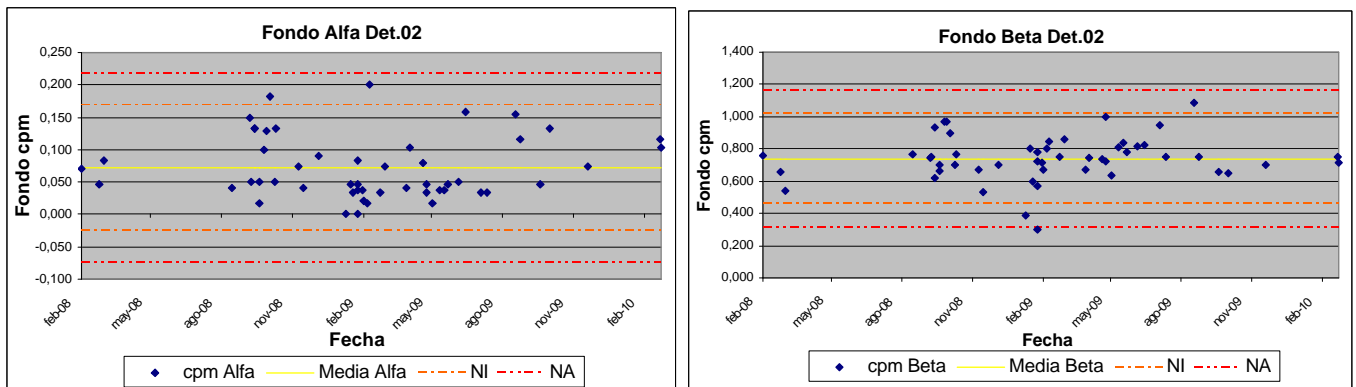 Fondo Alfa Det.02
Fondo cpm
0,250
0,200
0,150
0,100
0,050
0,000
-0,050
-0,100
feb-08
may-08
ago-08
nov-08
feb-09
may-09
ago-09
nov-09
feb-10
Fecha
cpm Alfa
Media Alfa
NI
NA
Fondo Beta Det.02
Fondo cpm
1,400
1,200
1,000
0,800
0,600
0,400
0,200
0,000
feb-08
may-08
ago-08
nov-08
feb-09
may-09
ago-09
nov-09
feb-10
Fecha
cpm Beta
Media Beta
NI
NA